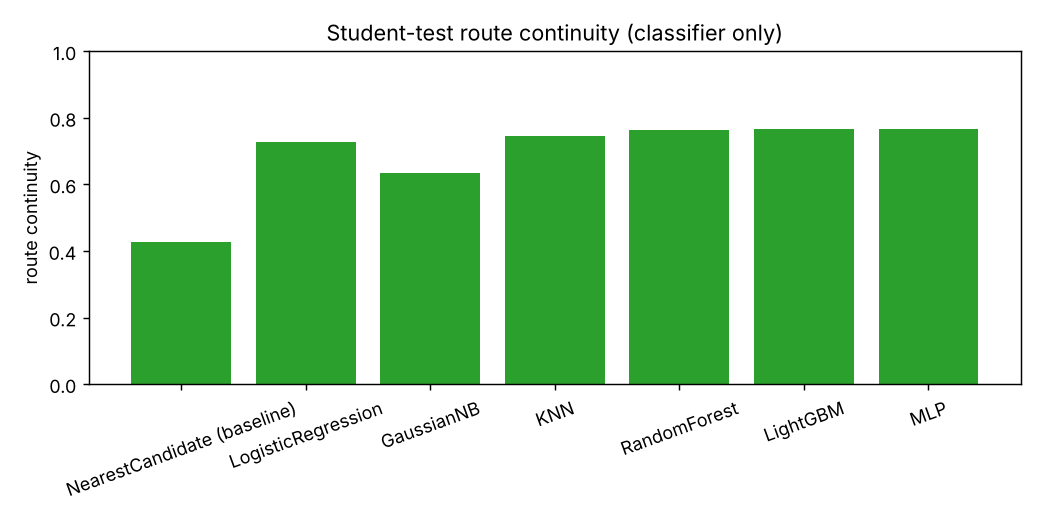 Student-test route continuity (classifier only)
route continuity
1.0
0.8
0.6
0.4
0.2
0.0
NearestCandidate (baseline)
LogisticRegression
GaussianNB
KNN
RandomForest
LightGBM
MLP